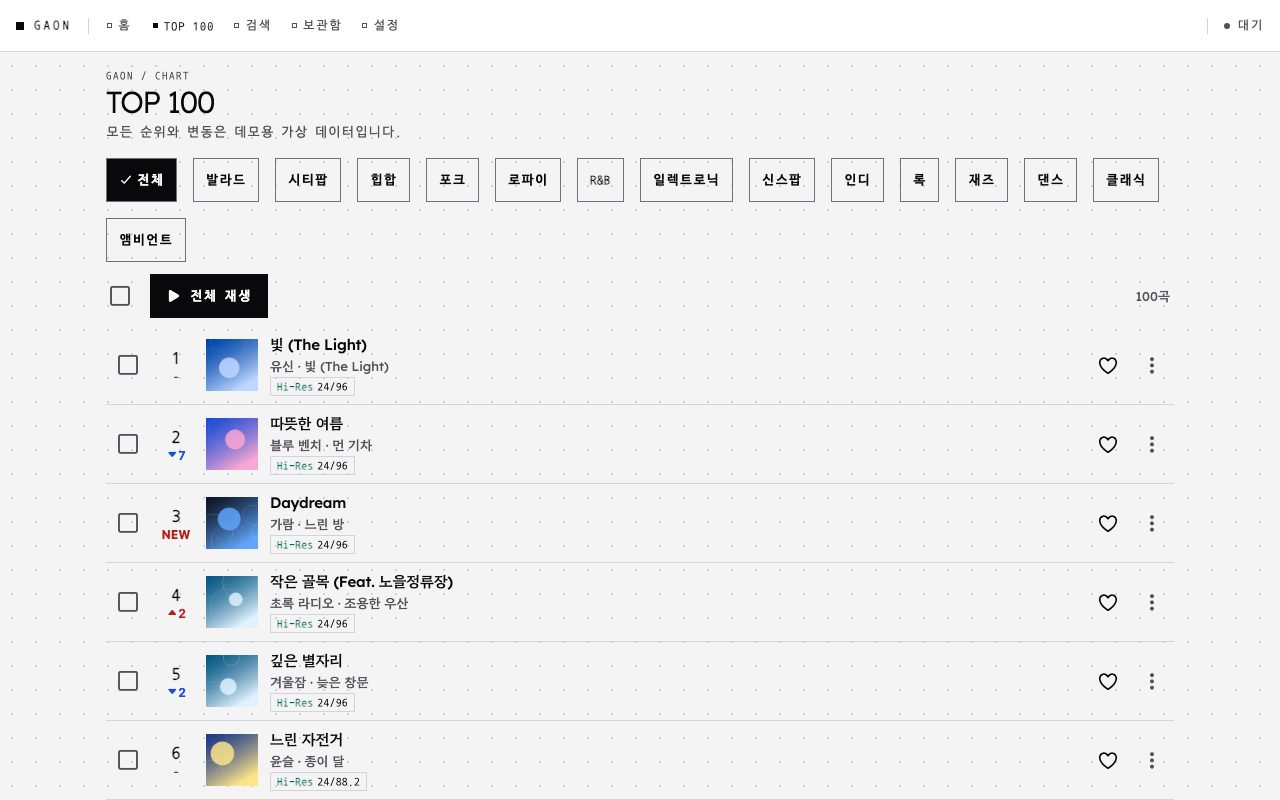 GAON 홈 TOP 100 검색 보관함 설정 대기
GAON / CHART
TOP 100
모든 순위와 변동은 데모용 가상 데이터입니다.
전체 발라드 시티팝 힙합 포크 로파이 R&B 일렉트로닉 신스팝 인디 록 재즈 댄스 클래식
앰비언트
전체 재생 100곡
1
-
빛 (The Light)
유신 · 빛 (The Light)
Hi-Res 24/96
2
7
따뜻한 여름
블루 벤치 · 먼 기차
Hi-Res 24/96
3
NEW
Daydream
가람 · 느린 방
Hi-Res 24/96
4
2
작은 골목 (Feat. 노을정류장)
초록 라디오 · 조용한 우산
Hi-Res 24/96
5
2
깊은 별자리
겨울잠 · 늦은 창문
Hi-Res 24/96
6
-
느린 자전거
윤슬 · 종이 달
Hi-Res 24/88.2